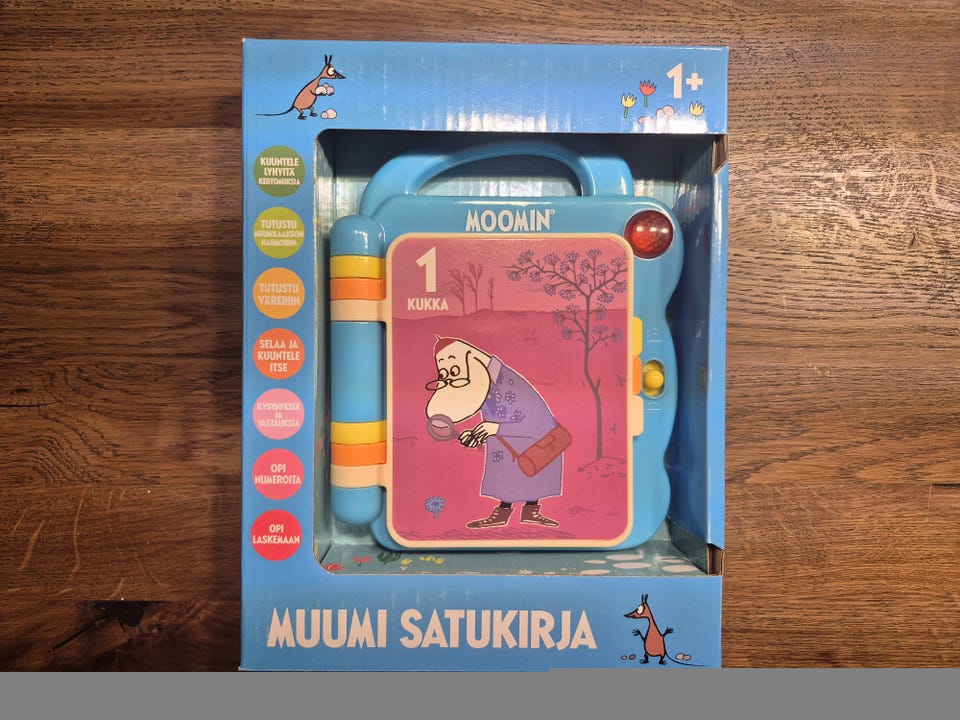 1+
KUUNTELE
LYHYITÄ
KERTOMUKSIA
TUTUSTU
MUUMILAAKSON
HAHMOIHIN
TUTUSTU
VÄREIHIN
SELAA JA
KUUNTELE
ITSE
KYSYMYKSIÄ
JA
VASTAUKSIA
OPI
NUMEROITA
OPI
LASKEMAAN
MOOMIN®
1
KUKKA
MUUMI SATUKIRJA